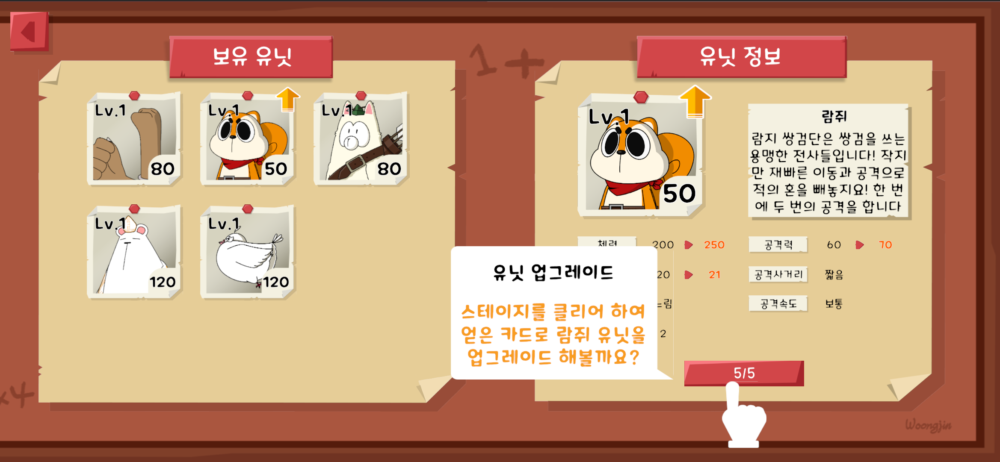 보유 유닛
Lv.1
80
Lv.1
50
Lv.1
80
Lv.1
120
Lv.1
120
1+
x4
유닛 정보
Lv.1
50
람쥐
람지 쌍검단은 쌍검을 쓰는
용맹한 전사들입니다! 작지
만 재빠른 이동과 공격으로
적의 혼을 빼놓지요! 한 번
에 두 번의 공격을 합니다
체력 200 250
공격력 60 70
20 21
공격사거리 짧음
림
공격속도 보통
2
유닛 업그레이드
스테이지를 클리어 하여
얻은 카드로 람쥐 유닛을
업그레이드 해볼까요?
5/5
Woongjin